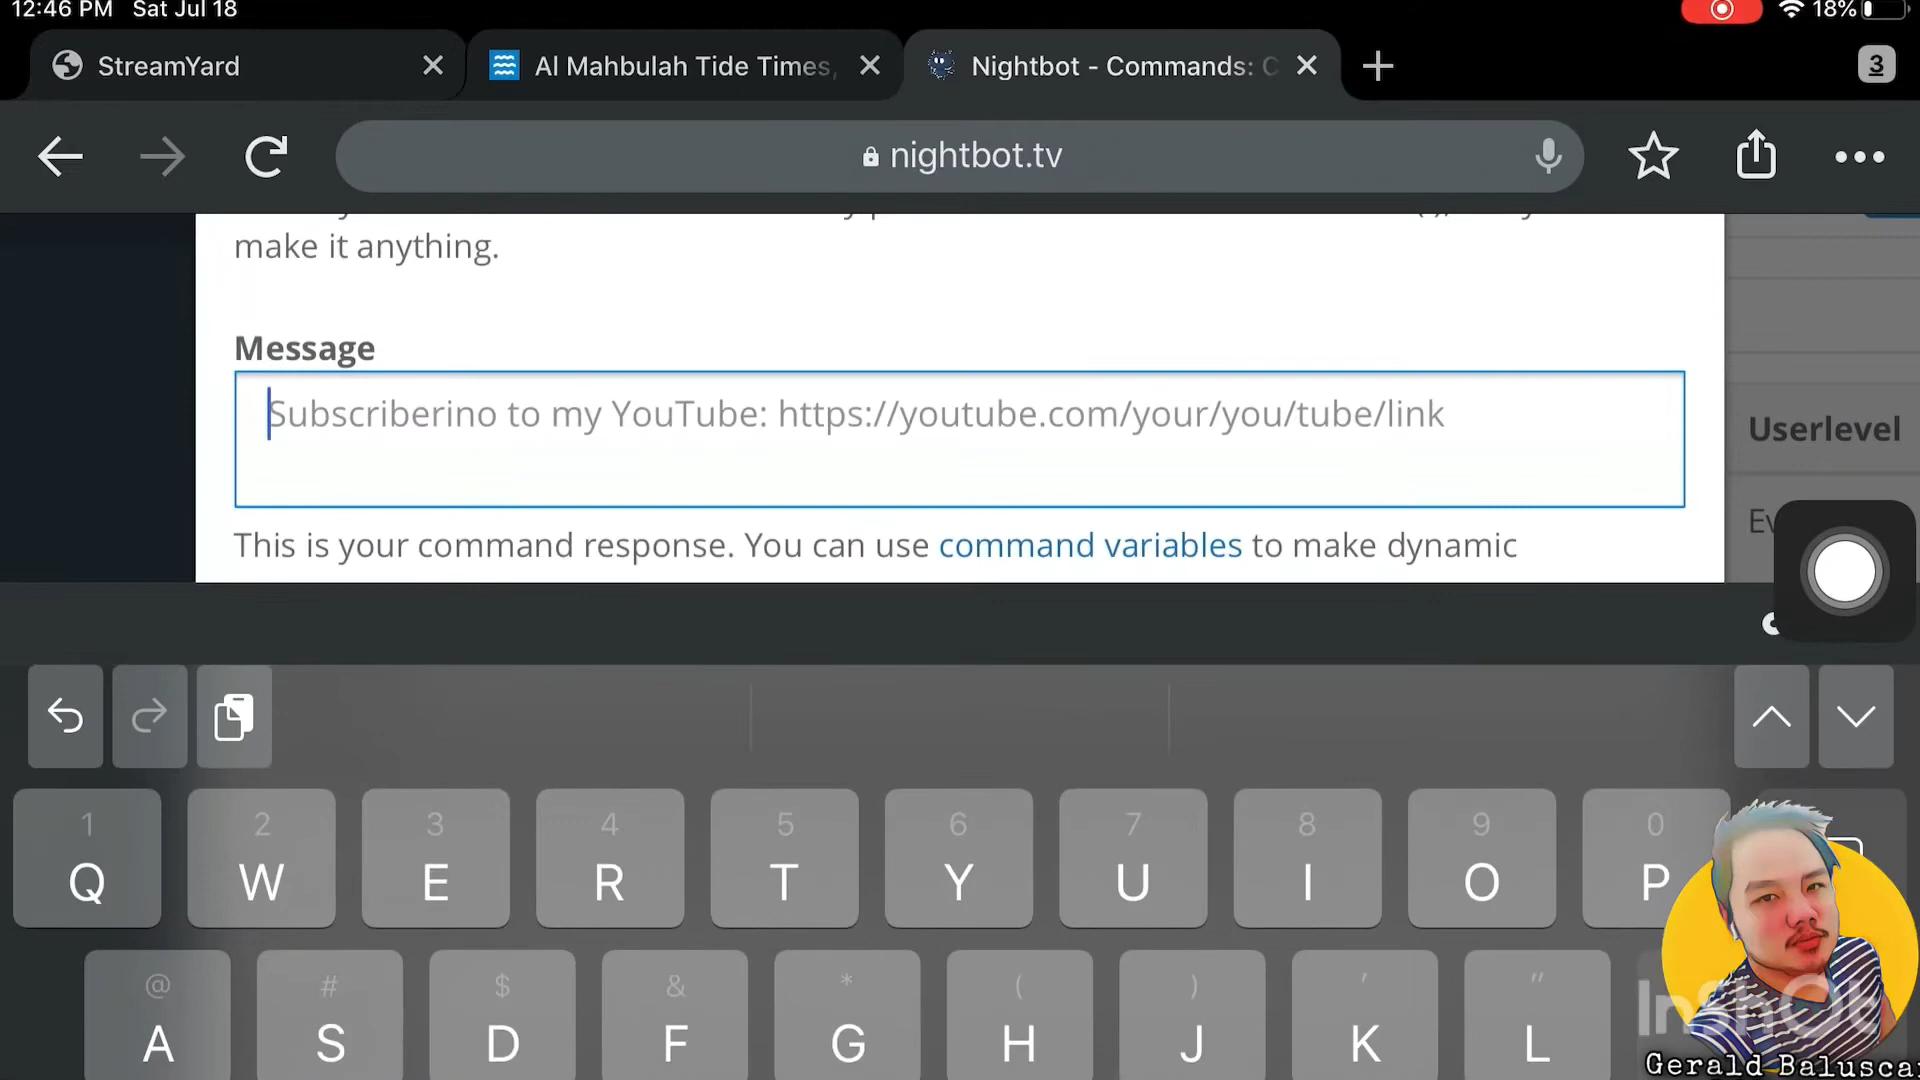 12:46 PM Sat Jul 18
18%
StreamYard
Al Mahbulah Tide Times,
Nightbot - Commands: C
3
nightbot.tv
make it anything.
Message
Subscriberino to my YouTube: https://youtube.com/your/you/tube/link
Userlevel
Ev
This is your command response. You can use command variables to make dynamic
1 2 3 4 5 6 7 8 9 0
Q W E R T Y U I O P
@ # $ & * ( ) ' "
A S D F G H J K L
InShOt
Gerald Baluscan